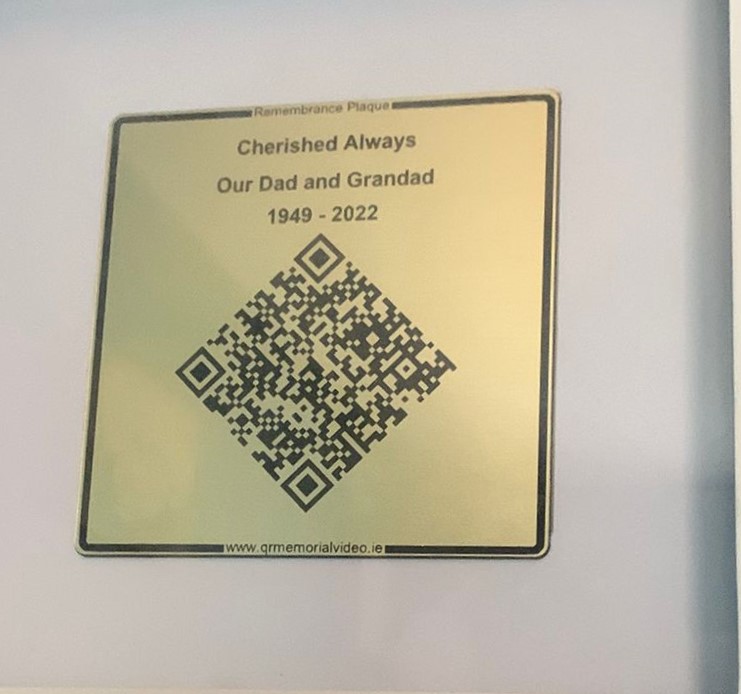 Remembrance Plaque
Cherished Always
Our Dad and Grandad
1949 - 2022
www.qrmemorialvideo.ie